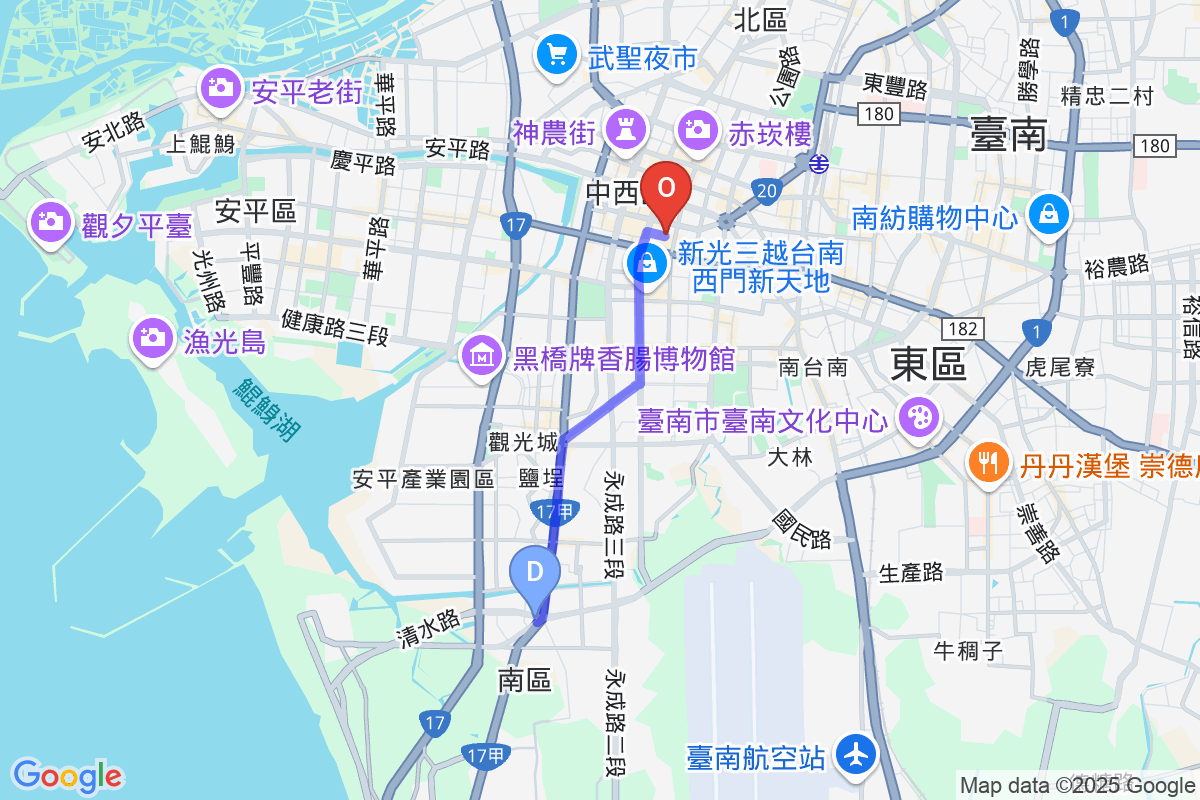 北區
1
武聖夜市
公園路
勝學路
東豐路
安平老街
華平路
180
精忠二村
安北路
上鯤鯓
神農街
赤崁樓
臺南
180
慶平路
安平路
中西
O
20
安平區
觀夕平臺
17
南紡購物中心
新光三越台南
西門新天地
光州路
平豐路
華平路
裕農路
裕信路
健康路三段
182
1
漁光島
黑橋牌香腸博物館
南台南
東區
虎尾寮
鯤鯓湖
臺南市臺南文化中心
觀光城
大林
丹丹漢堡 崇德
安平產業園區
鹽埕
永成路三段
17甲
國民路
崇善路
D
生產路
清水路
牛稠子
南區
永成路二段
17
17甲
臺南航空站
Google
Map data ©2025 Google